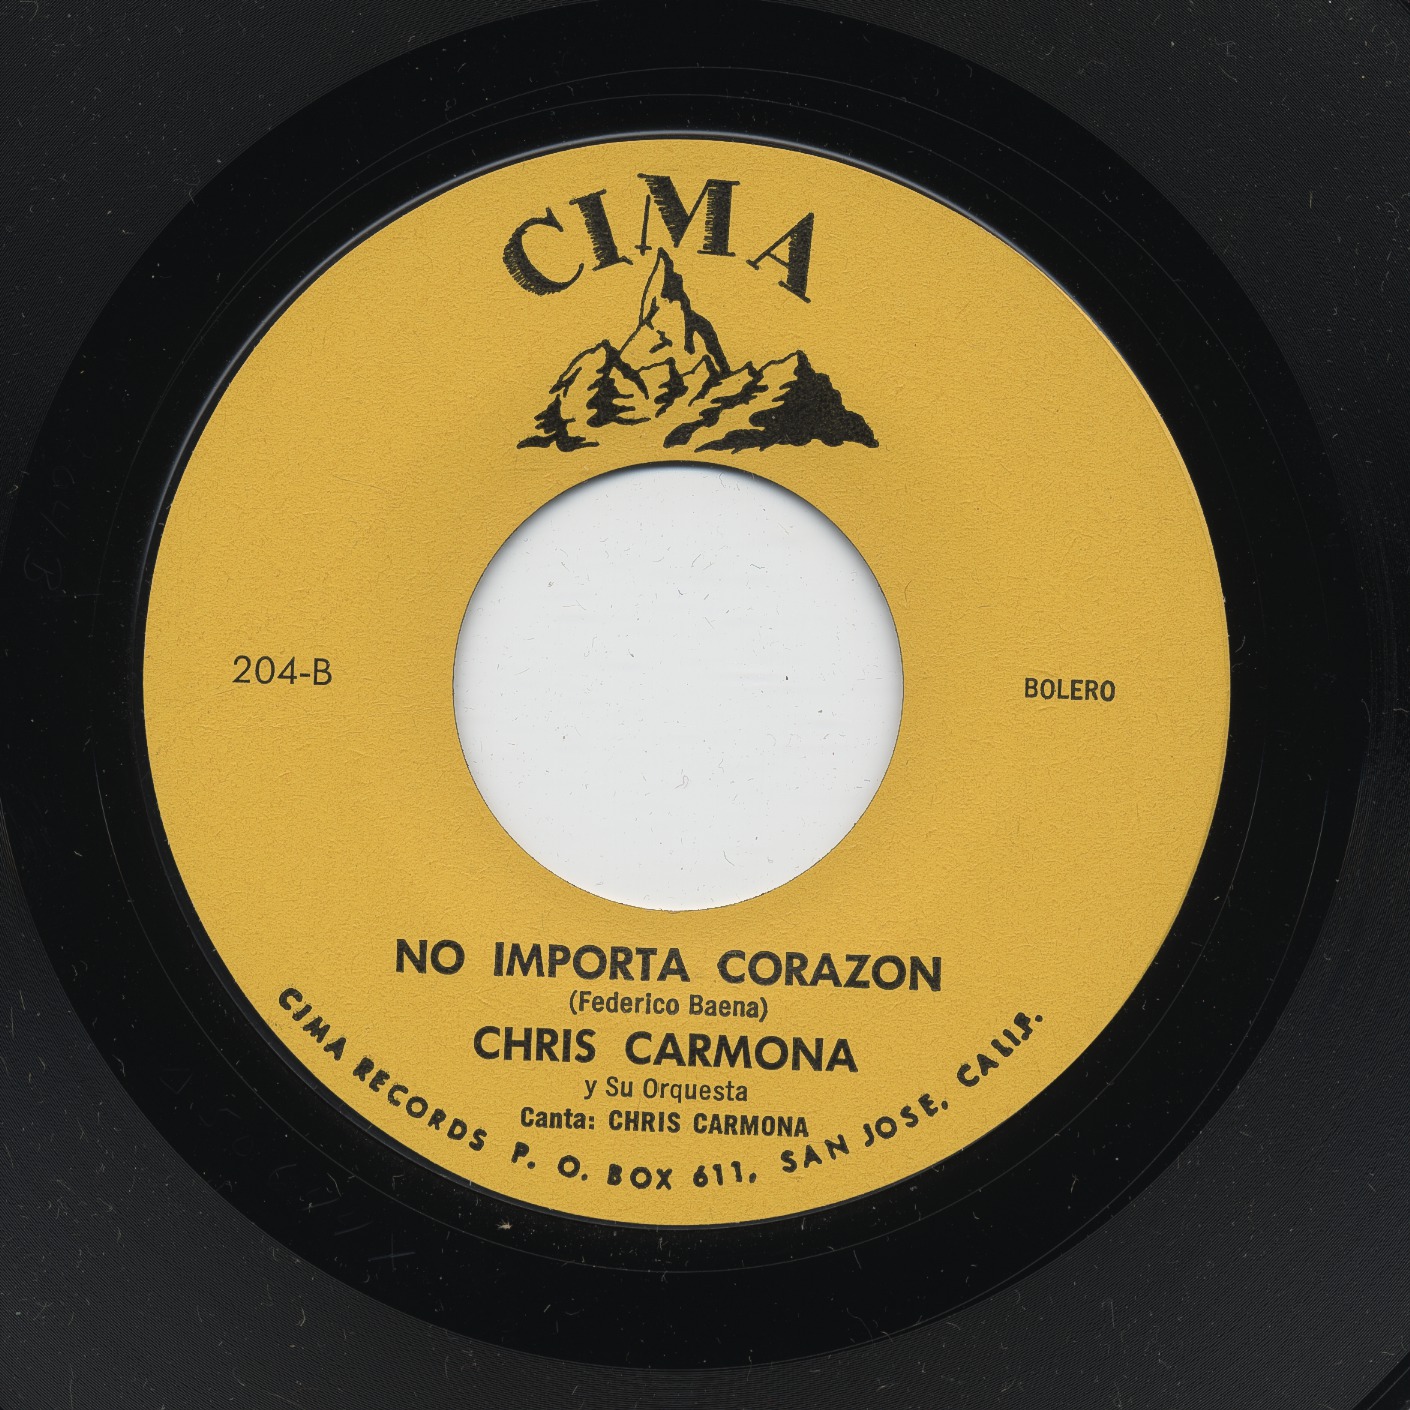 CIMA
204-B
BOLERO
NO IMPORTA CORAZON
(Federico Baena)
CHRIS CARMONA
y Su Orquesta
Canta: CHRIS CARMONA
CIMA RECORDS P. O. BOX 611, SAN JOSE, CALIF.